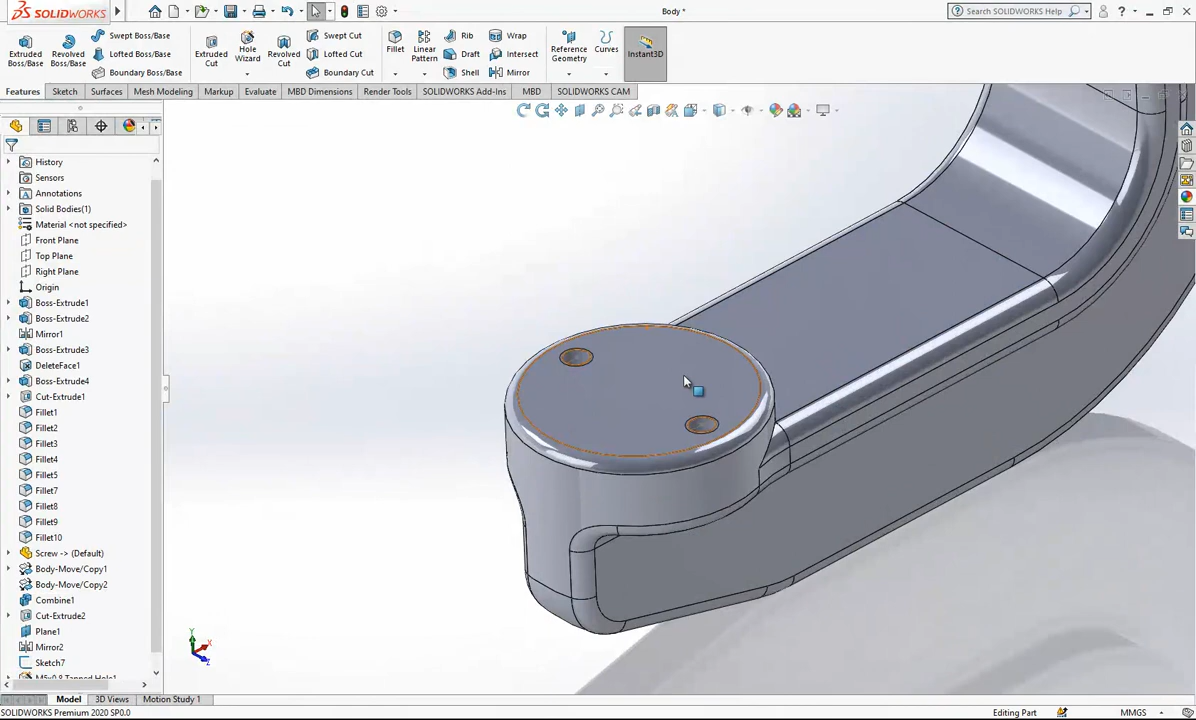 SOLIDWORKS
Body *
Search SOLIDWORKS Help
Extruded Boss/Base
Revolved Boss/Base
Swept Boss/Base
Lofted Boss/Base
Boundary Boss/Base
Extruded Cut
Hole Wizard
Revolved Cut
Swept Cut
Lofted Cut
Boundary Cut
Fillet
Linear Pattern
Rib
Draft
Shell
Wrap
Intersect
Mirror
Reference Geometry
Curves
Instant3D
Features
Sketch
Surfaces
Mesh Modeling
Markup
Evaluate
MBD Dimensions
Render Tools
SOLIDWORKS Add-Ins
MBD
SOLIDWORKS CAM
History
Sensors
Annotations
Solid Bodies(1)
Material <not specified>
Front Plane
Top Plane
Right Plane
Origin
Boss-Extrude1
Boss-Extrude2
Mirror1
Boss-Extrude3
DeleteFace1
Boss-Extrude4
Cut-Extrude1
Fillet1
Fillet2
Fillet3
Fillet4
Fillet5
Fillet7
Fillet8
Fillet9
Fillet10
Screw -> (Default)
Body-Move/Copy1
Body-Move/Copy2
Combine1
Cut-Extrude2
Plane1
Mirror2
Sketch7
M5x0.8 Tapped Hole1
Y
X
Z
Model
3D Views
Motion Study 1
SOLIDWORKS Premium 2020 SP0.0
Editing Part
MMGS